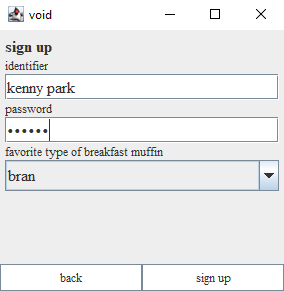 void
sign up
identifier
kenny park
password
••••••
favorite type of breakfast muffin
bran
back
sign up